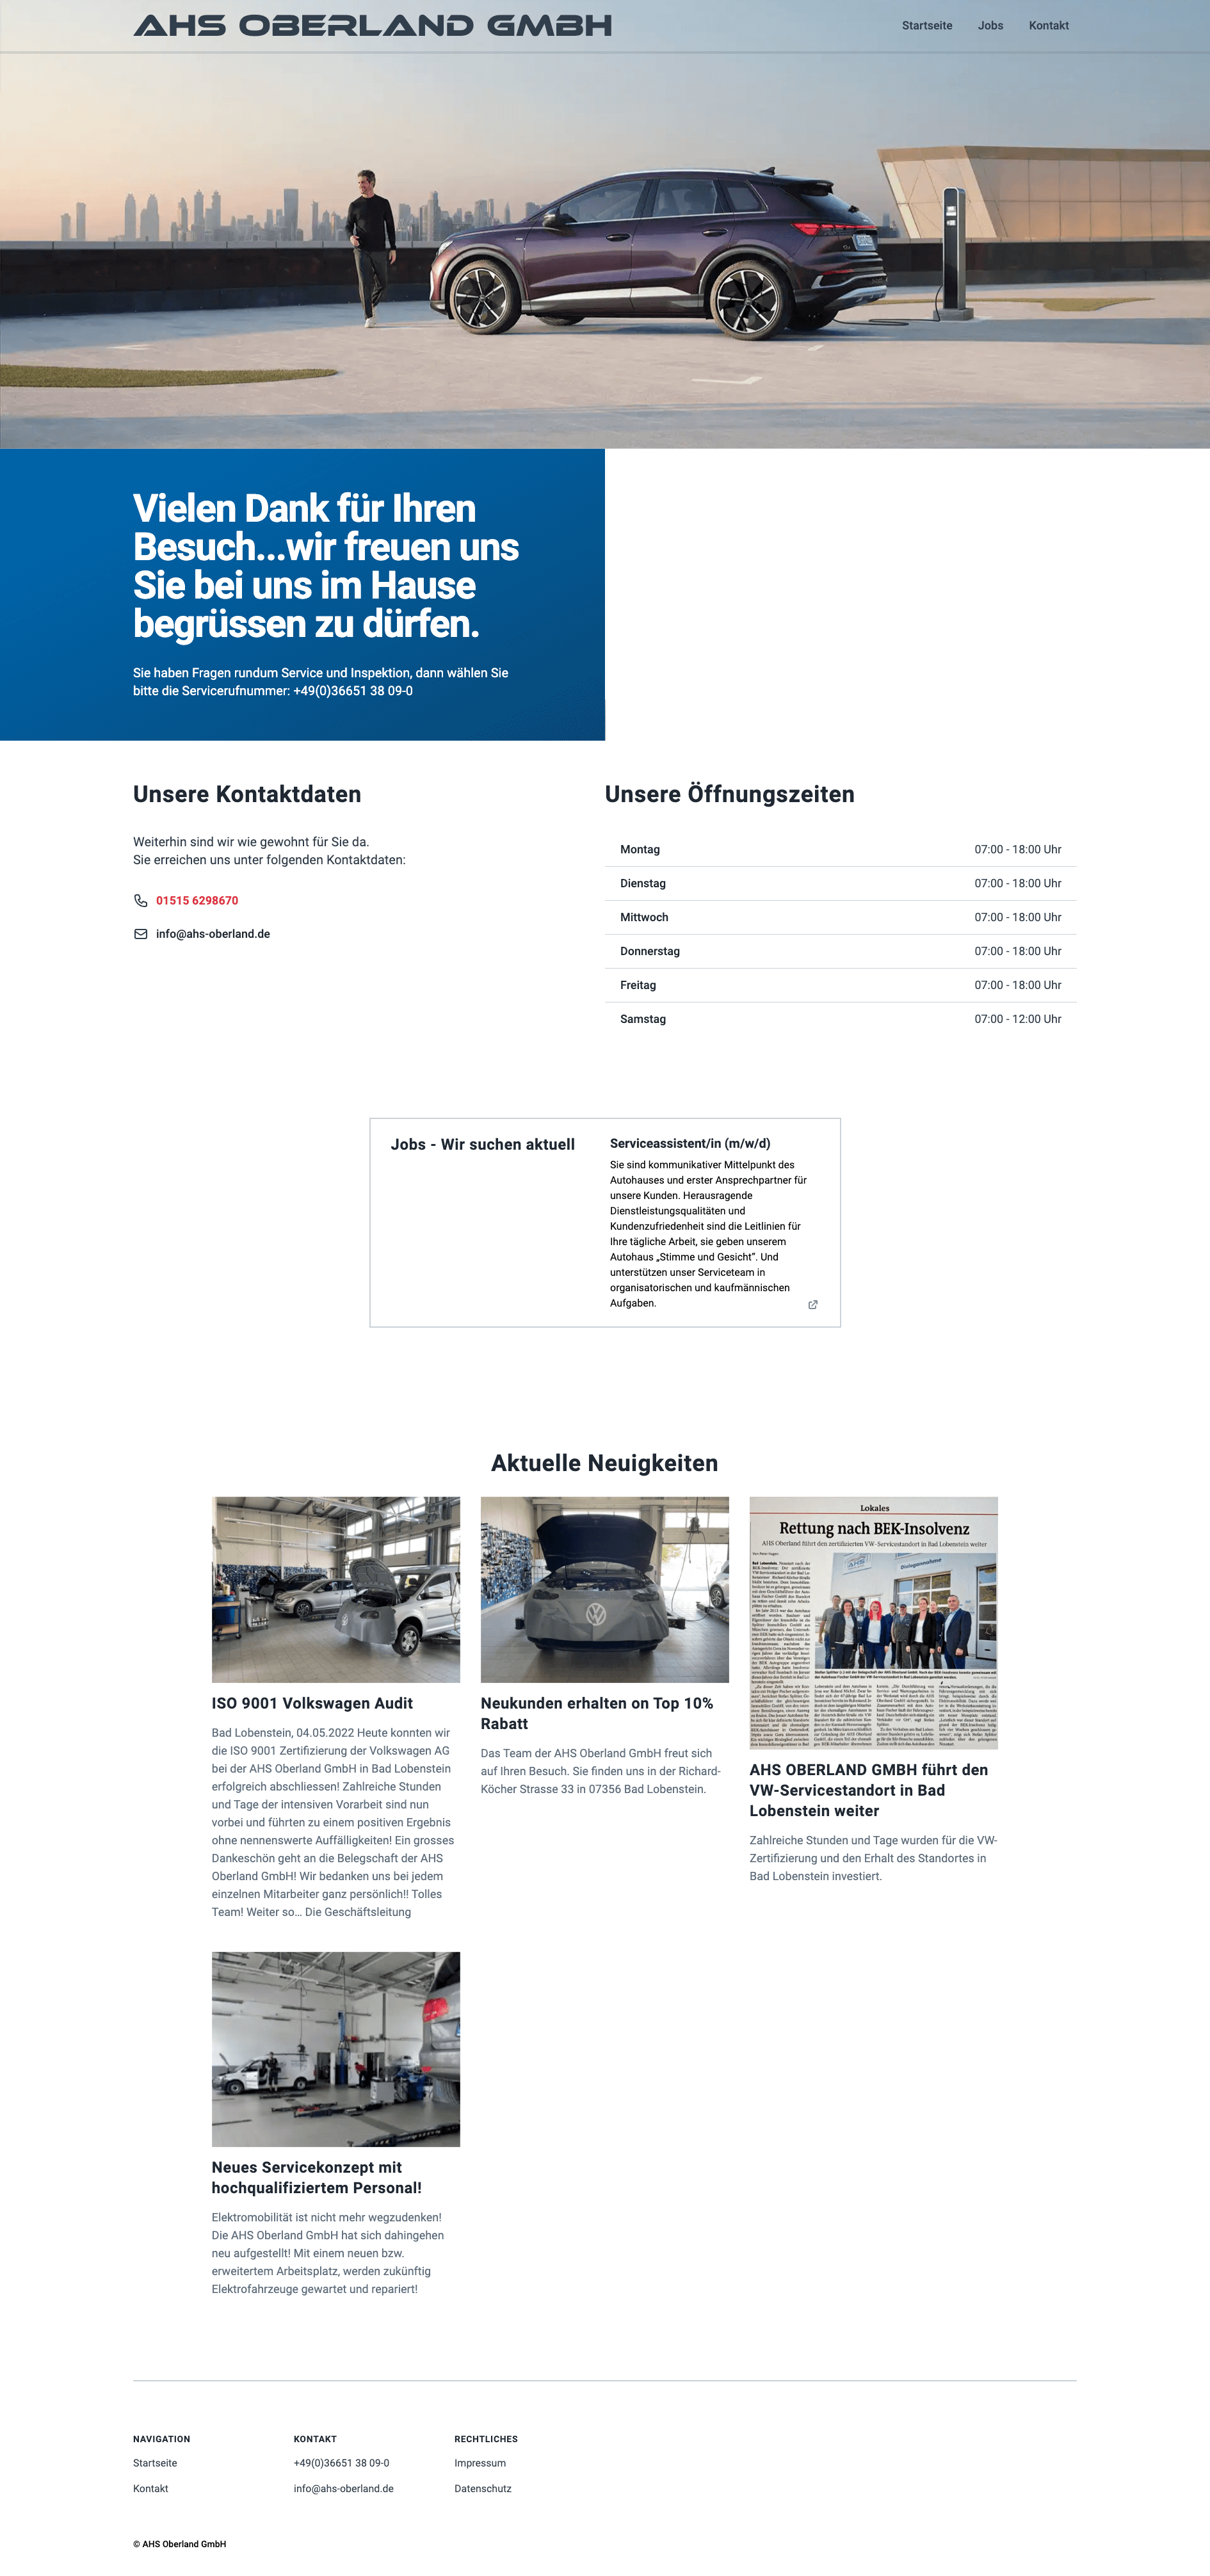 AHS OBERLAND GMBH
Startseite
Jobs
Kontakt
Vielen Dank für Ihren
Besuch...wir freuen uns
Sie bei uns im Hause
begrüssen zu dürfen.
Sie haben Fragen rundum Service und Inspektion, dann wählen Sie
bitte die Servicerufnummer: +49(0)36651 38 09-0
Unsere Kontaktdaten
Weiterhin sind wir wie gewohnt für Sie da.
Sie erreichen uns unter folgenden Kontaktdaten:
01515 6298670
info@ahs-oberland.de
Unsere Öffnungszeiten
Montag 07:00 - 18:00 Uhr
Dienstag 07:00 - 18:00 Uhr
Mittwoch 07:00 - 18:00 Uhr
Donnerstag 07:00 - 18:00 Uhr
Freitag 07:00 - 18:00 Uhr
Samstag 07:00 - 12:00 Uhr
Jobs - Wir suchen aktuell
Serviceassistent/in (m/w/d)
Sie sind kommunikativer Mittelpunkt des
Autohauses und erster Ansprechpartner für
unsere Kunden. Herausragende
Dienstleistungsqualitäten und
Kundenzufriedenheit sind die Leitlinien für
Ihre tägliche Arbeit, sie geben unserem
Autohaus „Stimme und Gesicht“. Und
unterstützen unser Serviceteam in
organisatorischen und kaufmännischen
Aufgaben.
Aktuelle Neuigkeiten
ISO 9001 Volkswagen Audit
Bad Lobenstein, 04.05.2022 Heute konnten wir
die ISO 9001 Zertifizierung der Volkswagen AG
bei der AHS Oberland GmbH in Bad Lobenstein
erfolgreich abschliessen! Zahlreiche Stunden
und Tage der intensiven Vorarbeit sind nun
vorbei und führten zu einem positiven Ergebnis
ohne nennenswerte Auffälligkeiten! Ein grosses
Dankeschön geht an die Belegschaft der AHS
Oberland GmbH! Wir bedanken uns bei jedem
einzelnen Mitarbeiter ganz persönlich!! Tolles
Team! Weiter so... Die Geschäftsleitung
Neukunden erhalten on Top 10%
Rabatt
Das Team der AHS Oberland GmbH freut sich
auf Ihren Besuch. Sie finden uns in der Richard-
Köcher Strasse 33 in 07356 Bad Lobenstein.
Lokales
Rettung nach BEK-Insolvenz
AHS Oberland führt den zertifizierten VW-Servicestandort in Bad Lobenstein weiter
Dialogannahme
AHS OBERLAND GMBH führt den
VW-Servicestandort in Bad
Lobenstein weiter
Zahlreiche Stunden und Tage wurden für die VW-
Zertifizierung und den Erhalt des Standortes in
Bad Lobenstein investiert.
Neues Servicekonzept mit
hochqualifiziertem Personal!
Elektromobilität ist nicht mehr wegzudenken!
Die AHS Oberland GmbH hat sich dahingehen
neu aufgestellt! Mit einem neuen bzw.
erweitertem Arbeitsplatz, werden zukünftig
Elektrofahrzeuge gewartet und repariert!
NAVIGATION
Startseite
Kontakt
KONTAKT
+49(0)36651 38 09-0
info@ahs-oberland.de
RECHTLICHES
Impressum
Datenschutz
© AHS Oberland GmbH